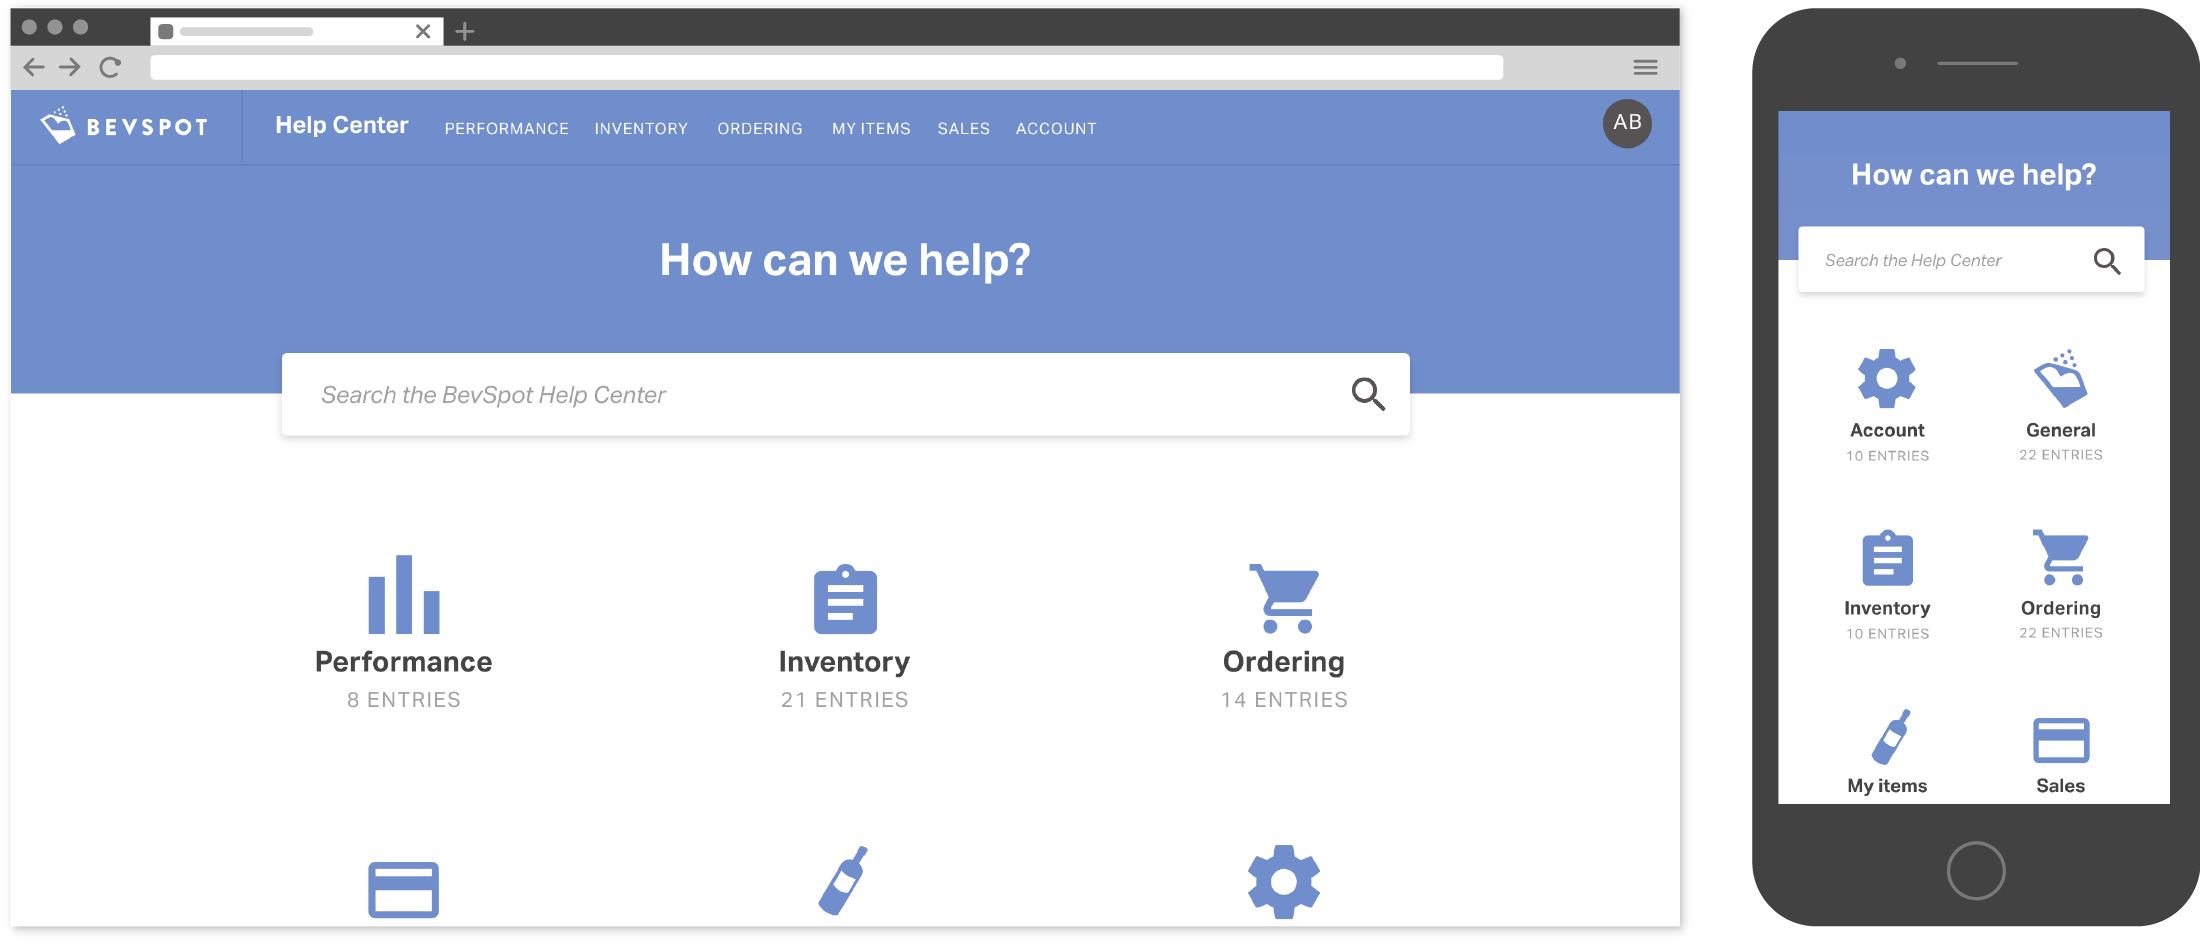 BEVSPOT
Help Center
PERFORMANCE
INVENTORY
ORDERING
MY ITEMS
SALES
ACCOUNT
AB
How can we help?
Search the BevSpot Help Center
Performance
8 ENTRIES
Inventory
21 ENTRIES
Ordering
14 ENTRIES
How can we help?
Search the Help Center
Account
10 ENTRIES
General
22 ENTRIES
Inventory
10 ENTRIES
Ordering
22 ENTRIES
My items
Sales